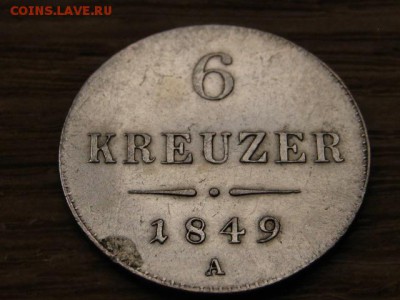 COINS.LAVE.RU
6
KREUZER
1849
A